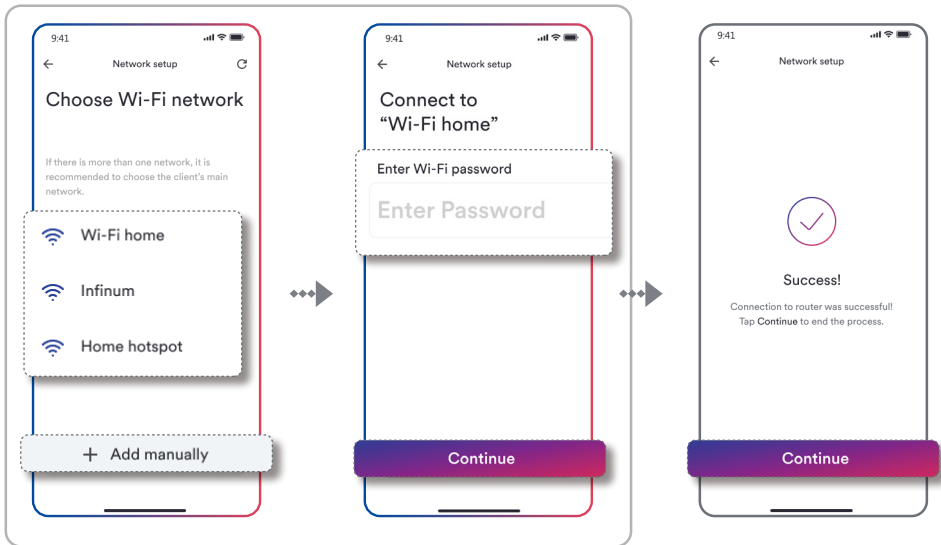 9:41
Network setup
Choose Wi-Fi network
If there is more than one network, it is
recommended to choose the client's main
network.
Wi-Fi home
Infinum
Home hotspot
+ Add manually
9:41
Network setup
Connect to
“Wi-Fi home”
Enter Wi-Fi password
Enter Password
Continue
9:41
Network setup
Success!
Connection to router was successful!
Tap Continue to end the process.
Continue